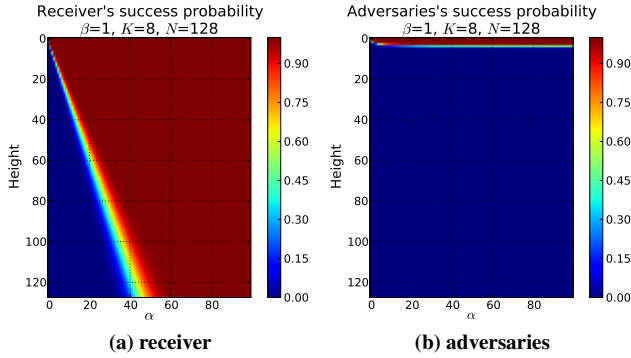 Receiver's success probability
β=1, K=8, N=128
0
20
40
60
80
100
120
Height
0 20 40 60 80
α
0.90
0.75
0.60
0.45
0.30
0.15
0.00
(a) receiver
Adversaries's success probability
β=1, K=8, N=128
0
20
40
60
80
100
120
Height
0 20 40 60 80
α
0.90
0.75
0.60
0.45
0.30
0.15
0.00
(b) adversaries